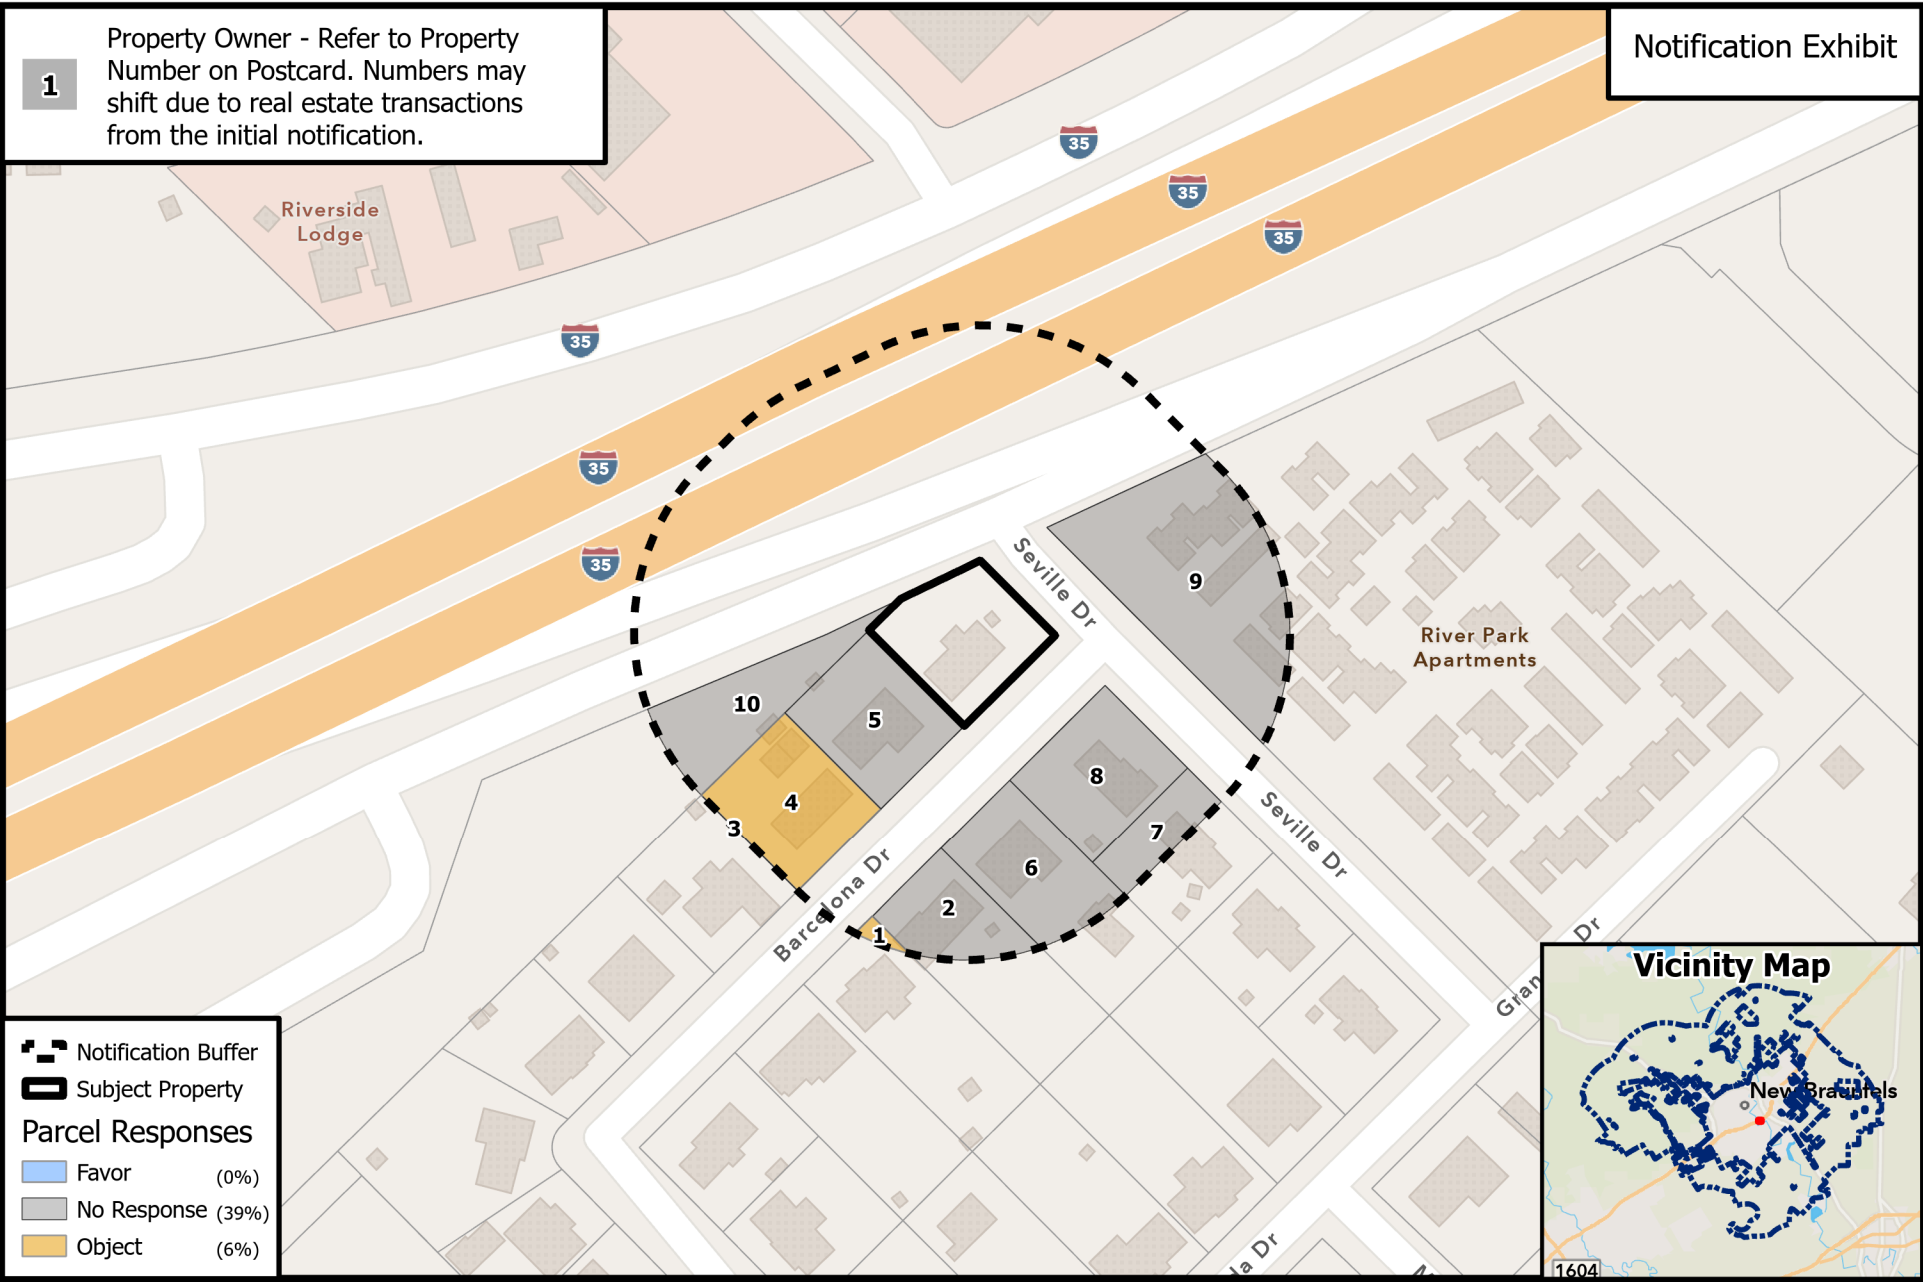 1
Property Owner - Refer to Property
Number on Postcard. Numbers may
shift due to real estate transactions
from the initial notification.
Notification Exhibit
35
35
35
Riverside
Lodge
35
35
35
Seville Dr
9
River Park
Apartments
10
5
8
4
3
7
6
2
1
Barcelona Dr
Seville Dr
Dr
Vicinity Map
New Braunfels
1604
Notification Buffer
Subject Property
Parcel Responses
Favor (0%)
No Response (39%)
Object (6%)
da Dr